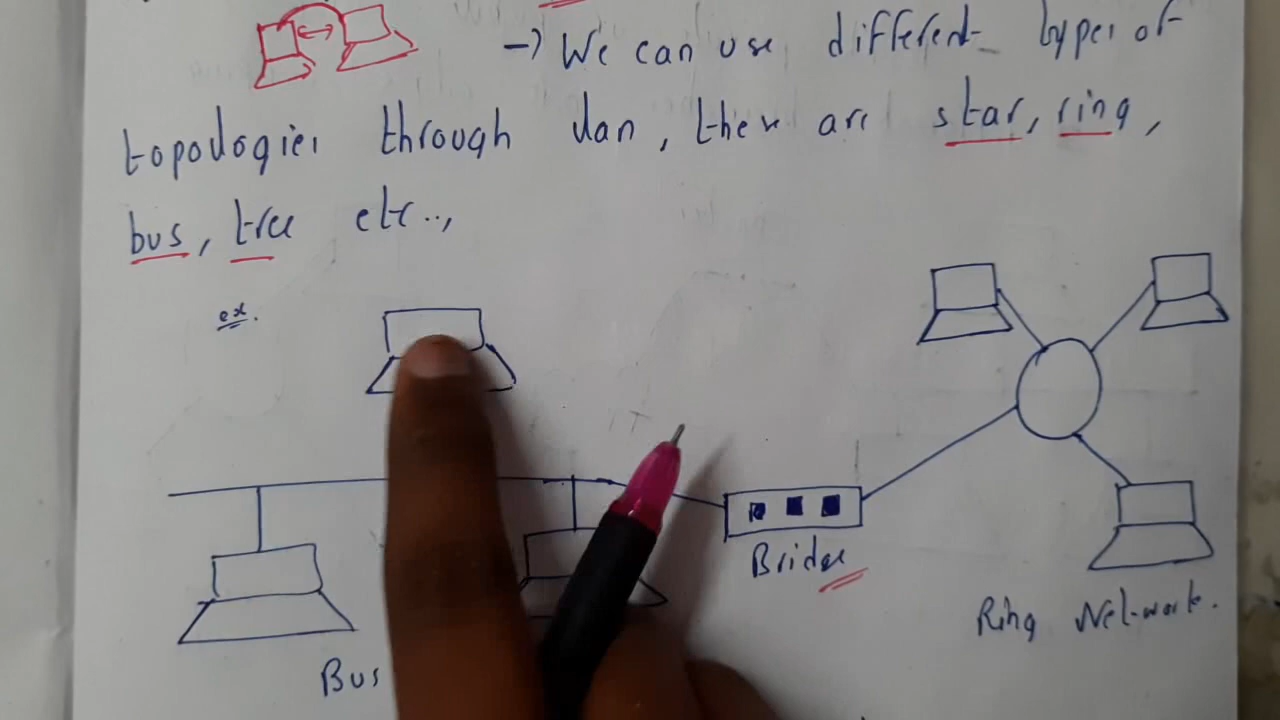 → We can use different types of
topologies through lan, there are star, ring,
bus, tree etc..,
ex.
Bridge
Ring Network.
Bus